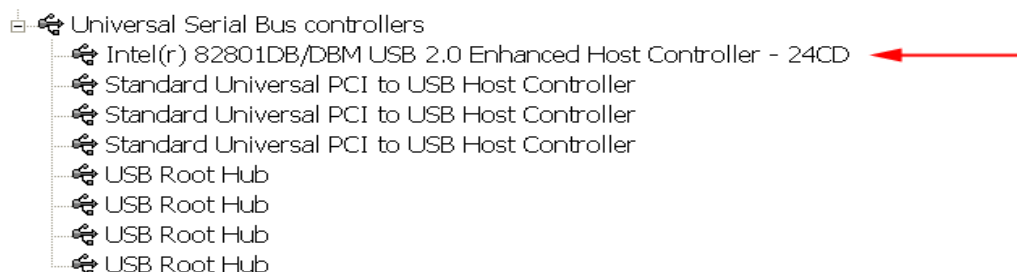 Universal Serial Bus controllers
Intel(r) 82801DB/DBM USB 2.0 Enhanced Host Controller - 24CD
Standard Universal PCI to USB Host Controller
Standard Universal PCI to USB Host Controller
Standard Universal PCI to USB Host Controller
USB Root Hub
USB Root Hub
USB Root Hub
USB Root Hub